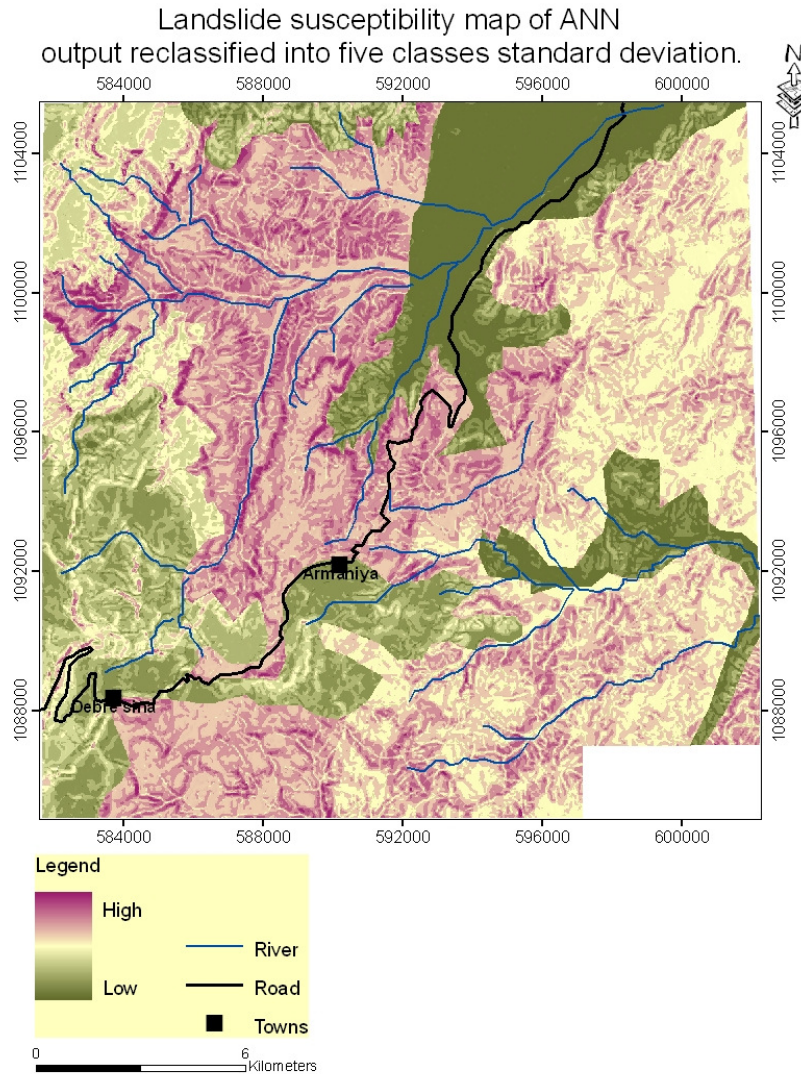 Landslide susceptibility map of ANN
output reclassified into five classes standard deviation.
N
584000 588000 592000 596000 600000
1104000 1104000
1100000 1100000
1096000 1096000
1092000 1092000
Armaniya
1088000 1088000
Debre sina
584000 588000 592000 596000 600000
Legend
High
Low
River
Road
Towns
0 6
Kilometers